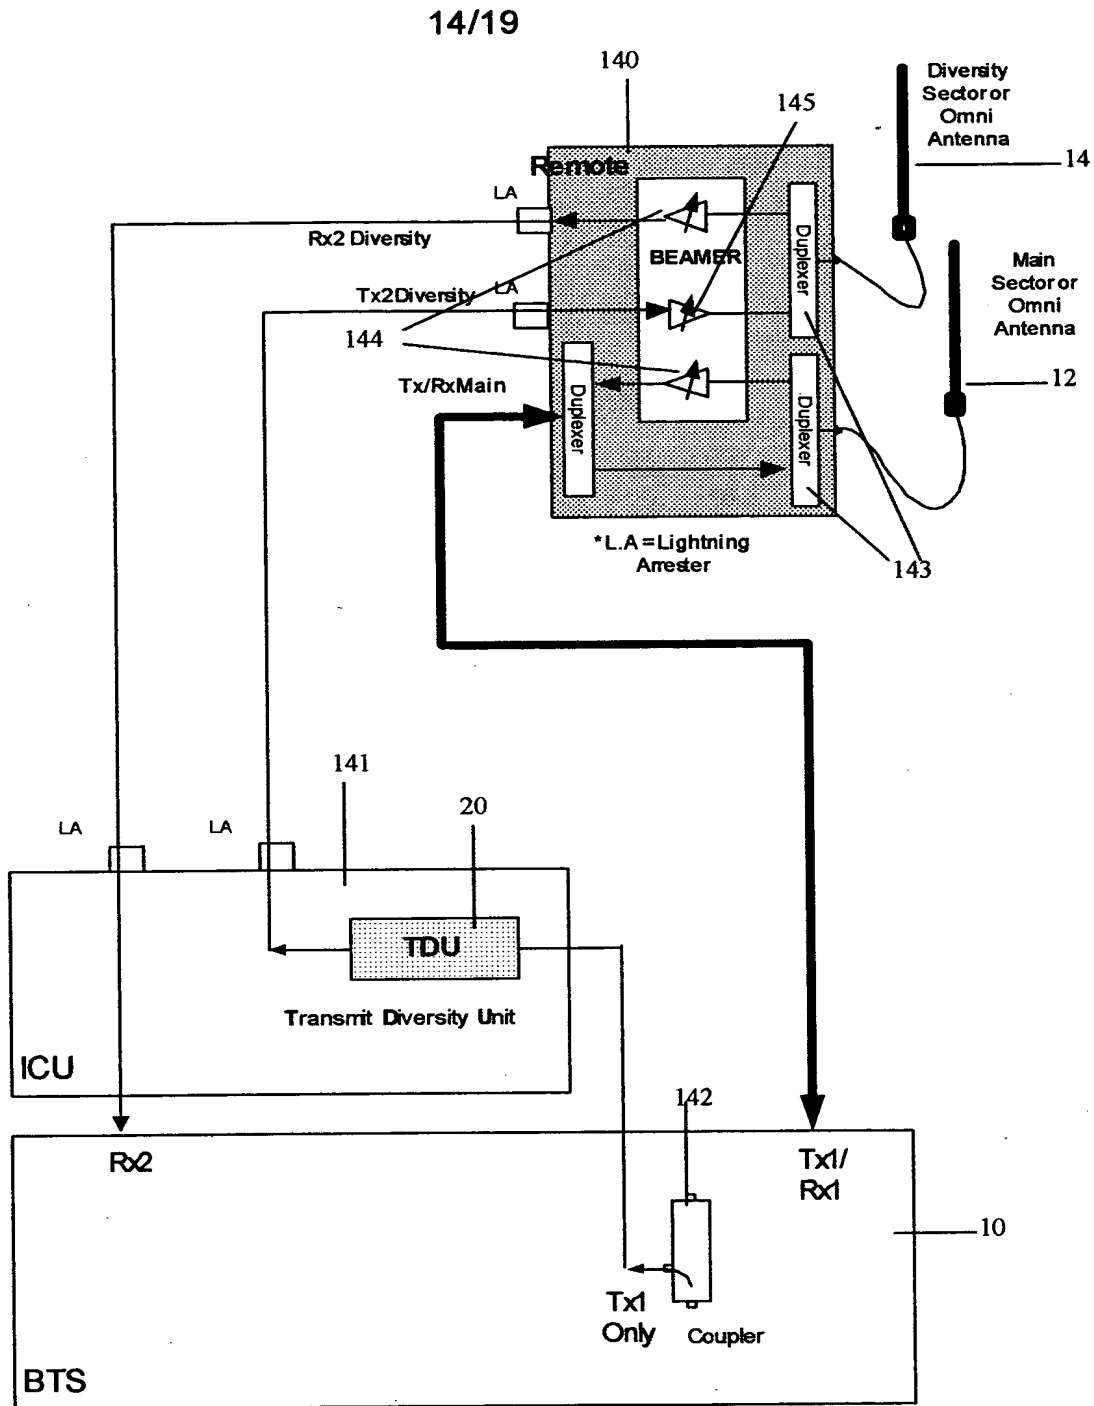 14/19
140
145
Diversity
Sector or
Omni
Antenna
14
Remote
LA
Rx2 Diversity
BEAMER
Duplexer
LA
Tx2Diversity
Main
Sector or
Omni
Antenna
144
Tx/RxMain
Duplexer
Duplexer
12
*L.A=Lightning
Arrester
143
141
20
LA
LA
TDU
Transmit Diversity Unit
ICU
142
Rx2
Tx1/
Rx1
10
Tx1
Only
Coupler
BTS